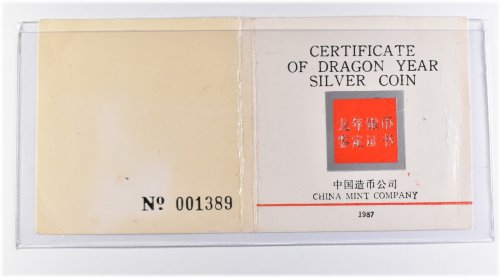 Nº 001389
CERTIFICATE
OF DRAGON YEAR
SILVER COIN
龙年银币
鉴定证书
中国造币公司
CHINA MINT COMPANY
1987